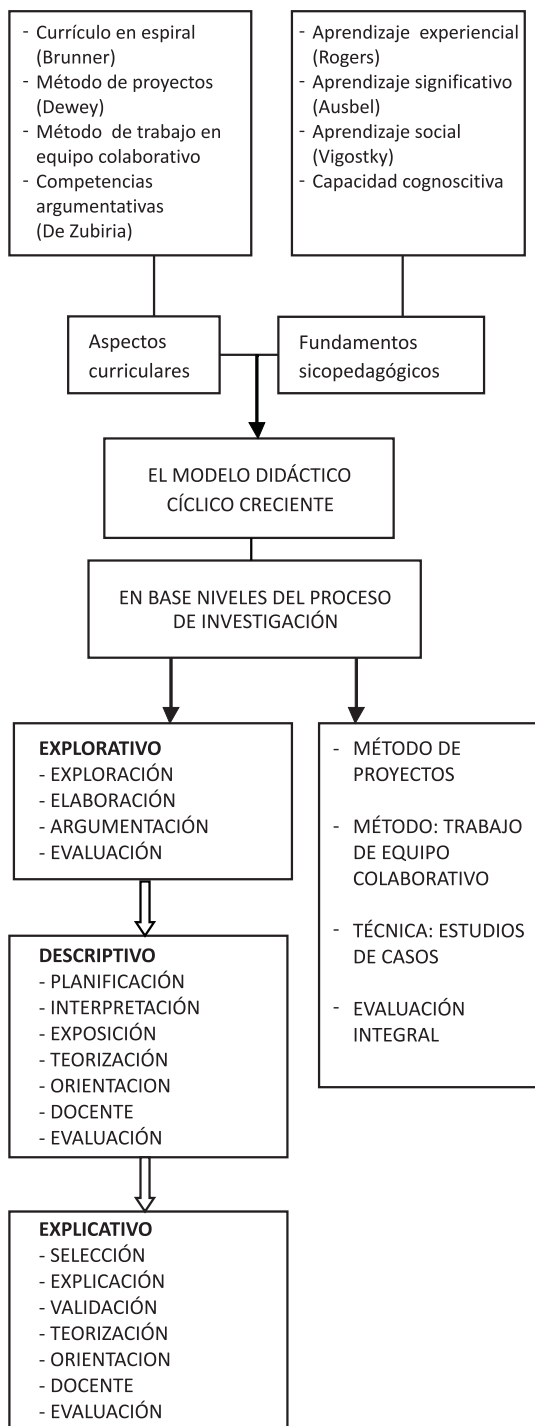 - Currículo en espiral
(Brunner)
- Método de proyectos
(Dewey)
- Método de trabajo en
equipo colaborativo
- Competencias
argumentativas
(De Zubiria)
- Aprendizaje experiencial
(Rogers)
- Aprendizaje significativo
(Ausbel)
- Aprendizaje social
(Vigostky)
- Capacidad cognoscitiva
Aspectos
curriculares
Fundamentos
sicopedagógicos
EL MODELO DIDÁCTICO
CÍCLICO CRECIENTE
EN BASE NIVELES DEL PROCESO
DE INVESTIGACIÓN
EXPLORATIVO
- EXPLORACIÓN
- ELABORACIÓN
- ARGUMENTACIÓN
- EVALUACIÓN
- MÉTODO DE
PROYECTOS
- MÉTODO: TRABAJO
DE EQUIPO
COLABORATIVO
- TÉCNICA: ESTUDIOS
DE CASOS
- EVALUACIÓN
INTEGRAL
DESCRIPTIVO
- PLANIFICACIÓN
- INTERPRETACIÓN
- EXPOSICIÓN
- TEORIZACIÓN
- ORIENTACION
- DOCENTE
- EVALUACIÓN
EXPLICATIVO
- SELECCIÓN
- EXPLICACIÓN
- VALIDACIÓN
- TEORIZACIÓN
- ORIENTACION
- DOCENTE
- EVALUACIÓN